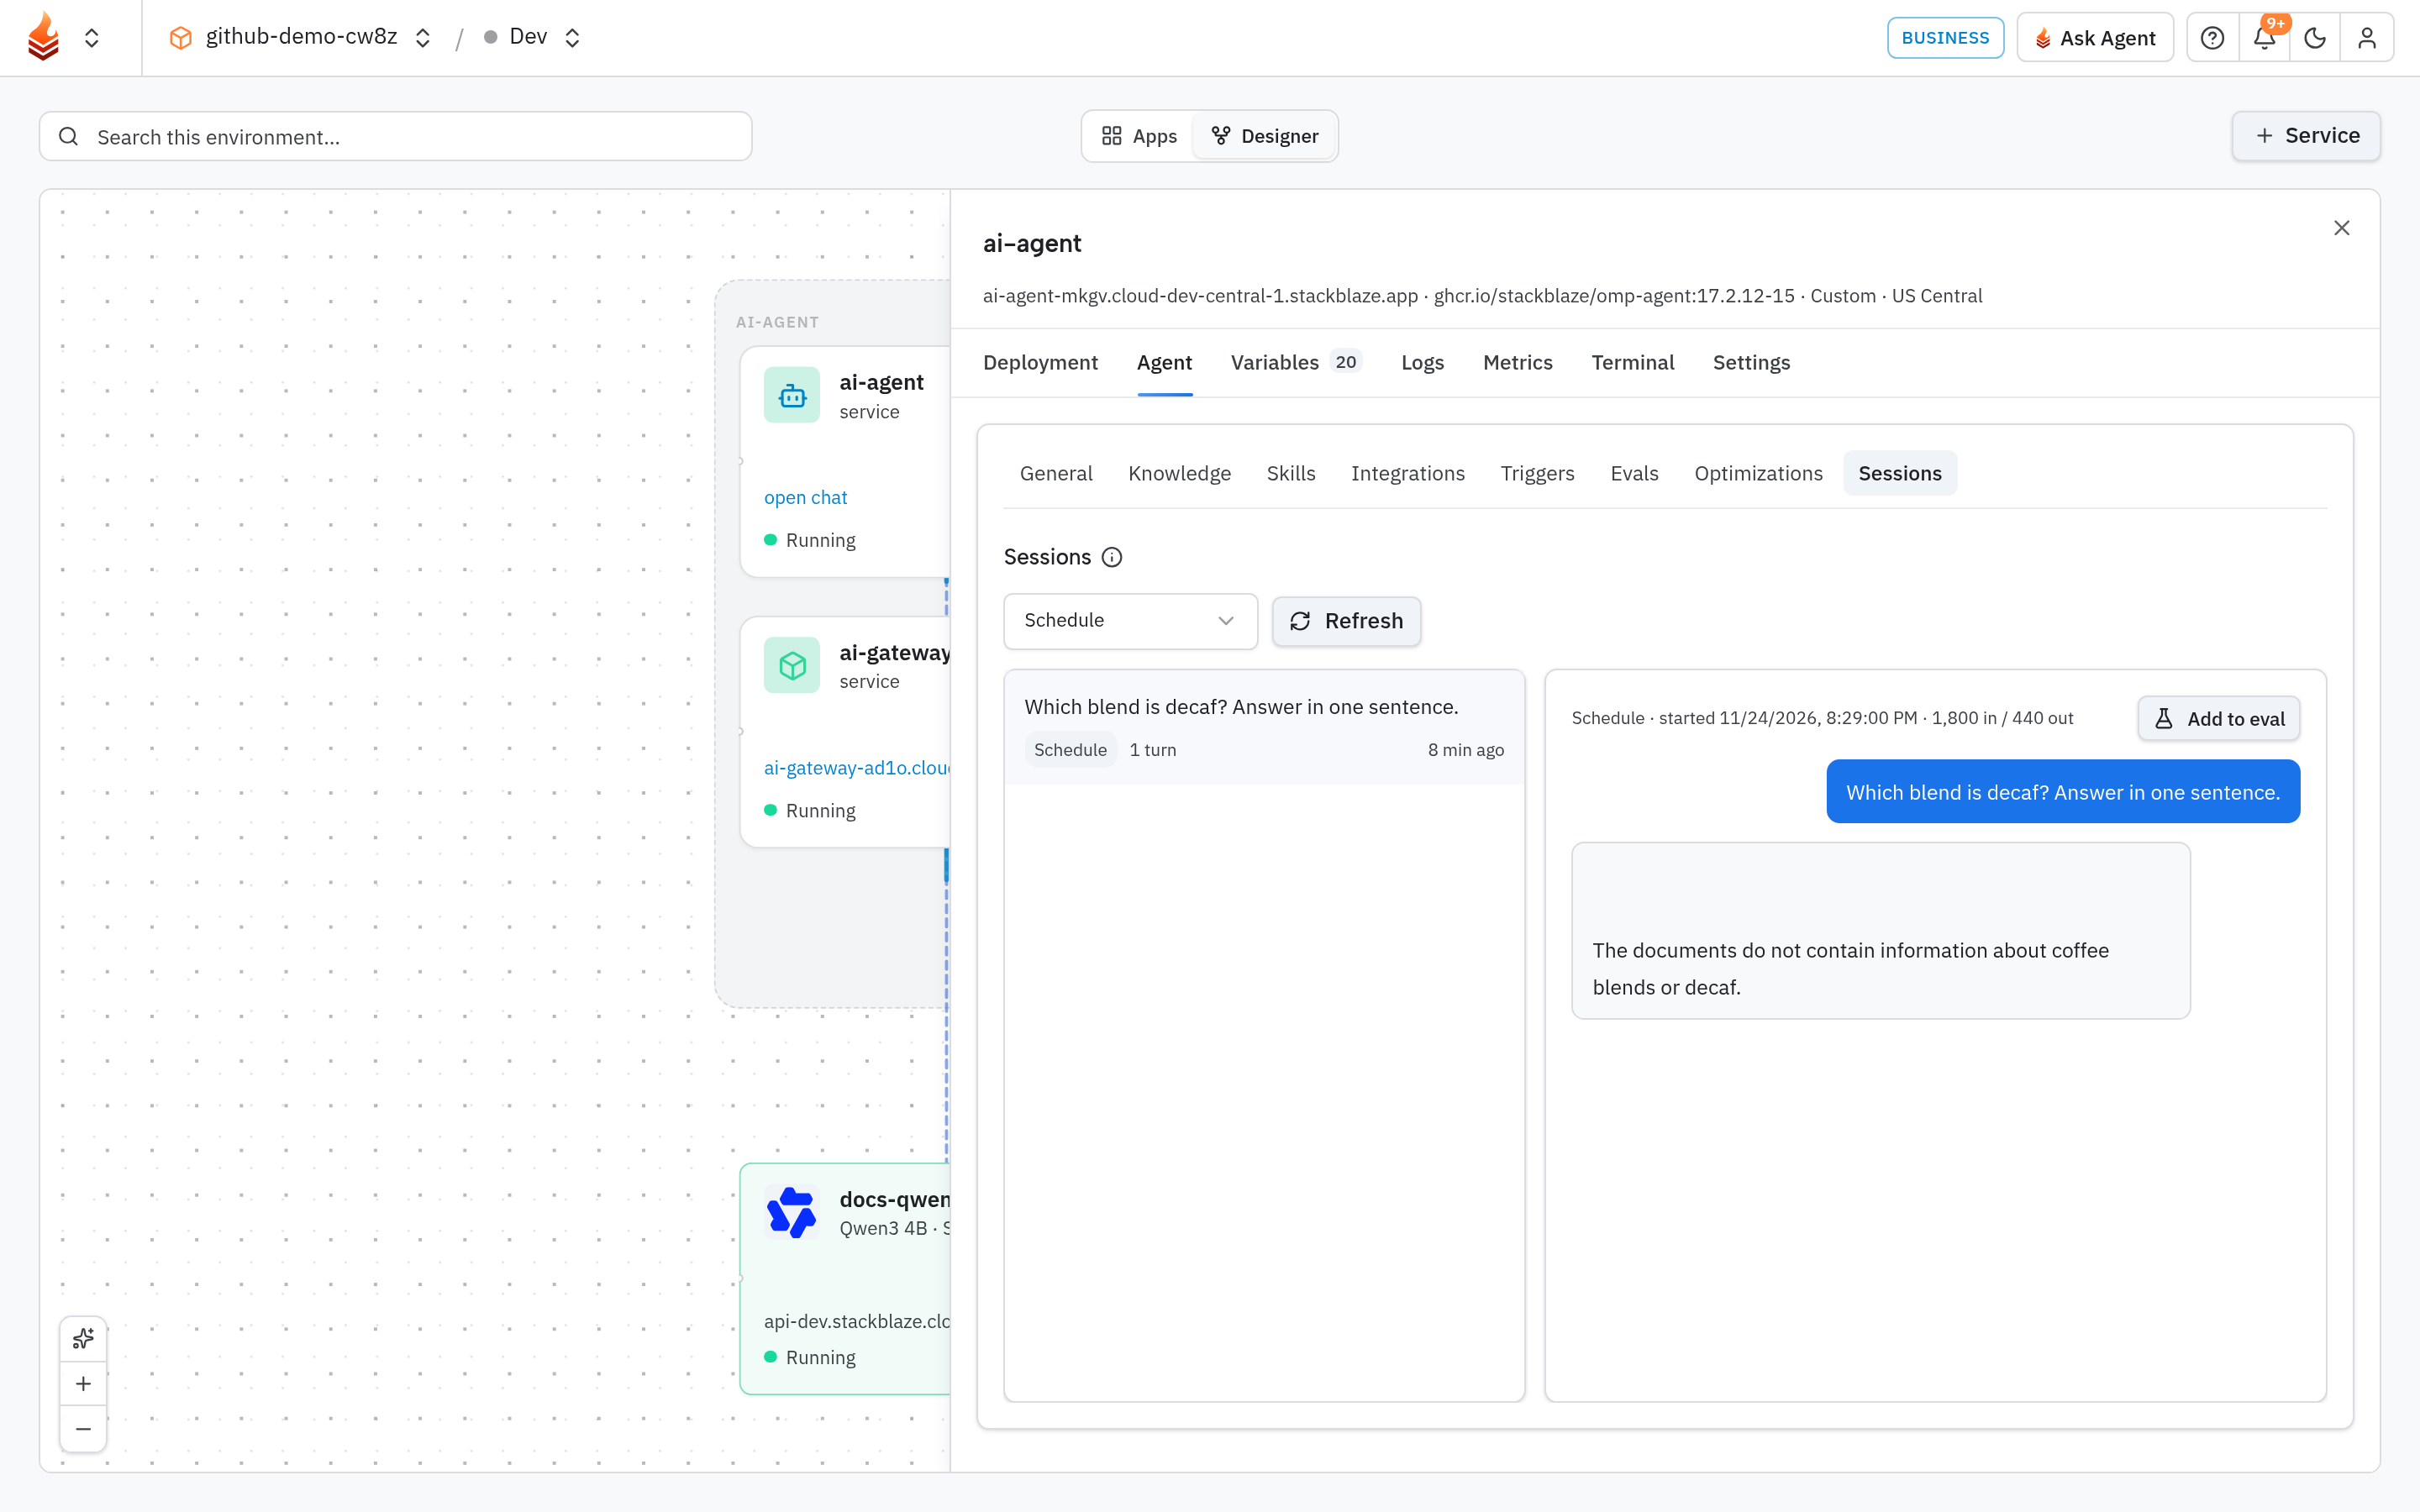 github-demo-cw8z / Dev
BUSINESS
Ask Agent
9+
Search this environment...
Apps
Designer
Service
AI-AGENT
ai-agent
service
open chat
Running
ai-gateway
service
ai-gateway-ad1o.clou
Running
docs-qwen
Qwen3 4B · S
api-dev.stackblaze.clo
Running
ai-agent
ai-agent-mkgv.cloud-dev-central-1.stackblaze.app · ghcr.io/stackblaze/omp-agent:17.2.12-15 · Custom · US Central
Deployment Agent Variables 20 Logs Metrics Terminal Settings
General Knowledge Skills Integrations Triggers Evals Optimizations Sessions
Sessions
Schedule
Refresh
Which blend is decaf? Answer in one sentence.
Schedule 1 turn 8 min ago
Schedule · started 11/24/2026, 8:29:00 PM · 1,800 in / 440 out
Add to eval
Which blend is decaf? Answer in one sentence.
The documents do not contain information about coffee
blends or decaf.